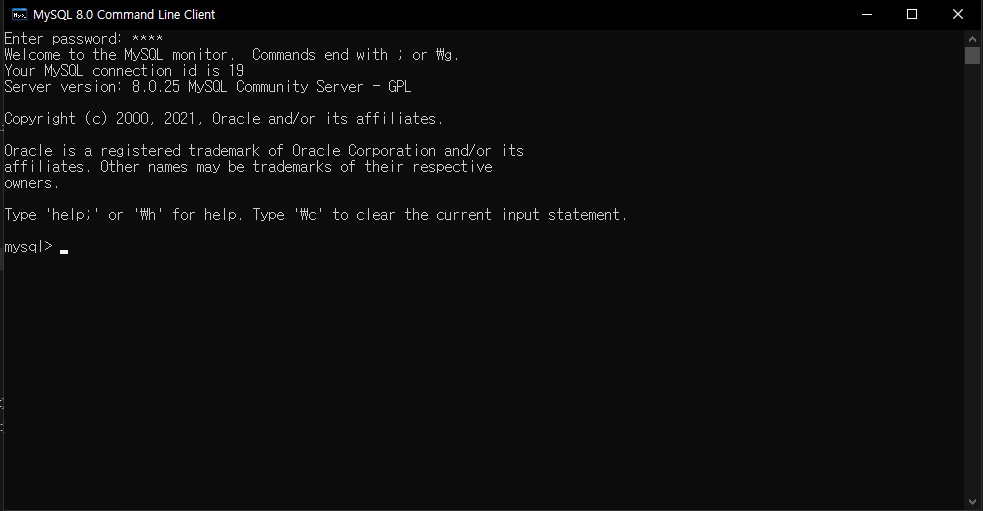 MySQL 8.0 Command Line Client
Enter password: ****
Welcome to the MySQL monitor.  Commands end with ; or ₩g.
Your MySQL connection id is 19
Server version: 8.0.25 MySQL Community Server - GPL
Copyright (c) 2000, 2021, Oracle and/or its affiliates.
Oracle is a registered trademark of Oracle Corporation and/or its
affiliates. Other names may be trademarks of their respective
owners.
Type 'help;' or '₩h' for help. Type '₩c' to clear the current input statement.
mysql>